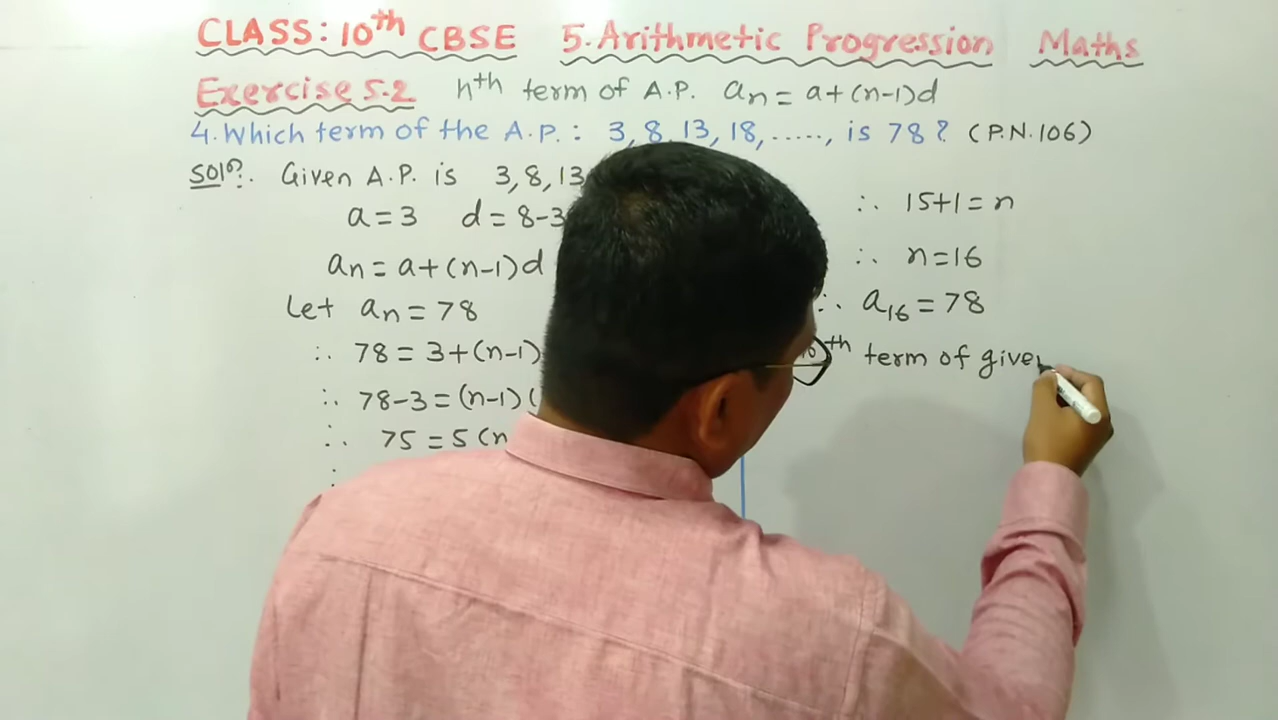 CLASS: 10th CBSE 5. Arithmetic Progression Maths
Exercise 5.2 nth term of A.P. an = a+(n-1)d
4. Which term of the A.P.: 3, 8, 13, 18, ....., is 78? (P.N. 106)
Soln. Given A.P. is 3, 8, 13
a = 3 d = 8-3
an = a+(n-1)d
Let an = 78
∴ 78 = 3+(n-1)
∴ 78-3 = (n-1)(
∴ 75 = 5(n
∴ 15+1 = n
∴ n = 16
∴ a16 = 78
th term of given